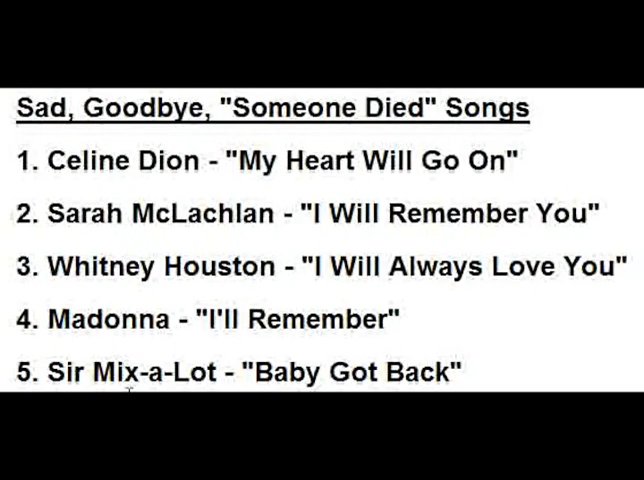 Sad, Goodbye, "Someone Died" Songs
1. Celine Dion - "My Heart Will Go On"
2. Sarah McLachlan - "I Will Remember You"
3. Whitney Houston - "I Will Always Love You"
4. Madonna - "I'll Remember"
5. Sir Mix-a-Lot - "Baby Got Back"